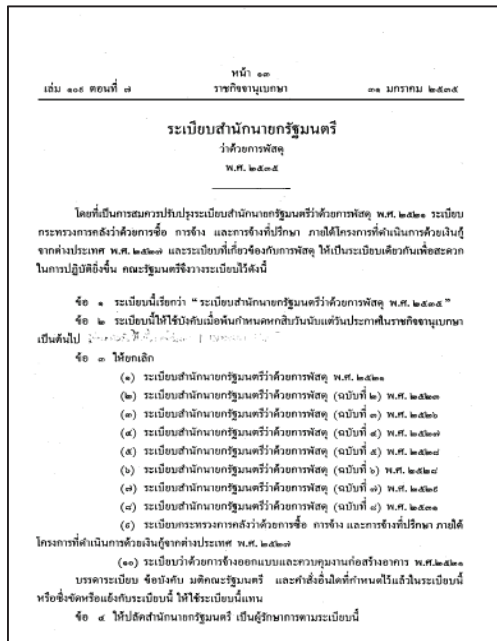 หน้า ๑๓
เล่ม ๑๐๙ ตอนที่ ๗ ราชกิจจานุเบกษา ๓๑ มกราคม ๒๕๓๕
ระเบียบสำนักนายกรัฐมนตรี
ว่าด้วยการพัสดุ
พ.ศ. ๒๕๓๕
โดยที่เป็นการสมควรปรับปรุงระเบียบสำนักนายกรัฐมนตรีว่าด้วยการพัสดุ พ.ศ. ๒๕๒๑ ระเบียบ
กระทรวงการคลังว่าด้วยการซื้อ การจ้าง และการจ้างที่ปรึกษา ภายใต้โครงการที่ดำเนินการด้วยเงินกู้
จากต่างประเทศ พ.ศ. ๒๕๒๗ และระเบียบที่เกี่ยวข้องกับการพัสดุ ให้เป็นระเบียบเดียวกันเพื่อสะดวก
ในการปฏิบัติยิ่งขึ้น คณะรัฐมนตรีจึงวางระเบียบไว้ดังนี้
ข้อ ๑ ระเบียบนี้เรียกว่า “ ระเบียบสำนักนายกรัฐมนตรีว่าด้วยการพัสดุ พ.ศ. ๒๕๓๕ ”
ข้อ ๒ ระเบียบนี้ให้ใช้บังคับเมื่อพ้นกำหนดหกสิบวันนับแต่วันประกาศในราชกิจจานุเบกษา
เป็นต้นไป
ข้อ ๓ ให้ยกเลิก
(๑) ระเบียบสำนักนายกรัฐมนตรีว่าด้วยการพัสดุ พ.ศ. ๒๕๒๑
(๒) ระเบียบสำนักนายกรัฐมนตรีว่าด้วยการพัสดุ (ฉบับที่ ๒) พ.ศ. ๒๕๒๓
(๓) ระเบียบสำนักนายกรัฐมนตรีว่าด้วยการพัสดุ (ฉบับที่ ๓) พ.ศ. ๒๕๒๖
(๔) ระเบียบสำนักนายกรัฐมนตรีว่าด้วยการพัสดุ (ฉบับที่ ๔) พ.ศ. ๒๕๒๗
(๕) ระเบียบสำนักนายกรัฐมนตรีว่าด้วยการพัสดุ (ฉบับที่ ๕) พ.ศ. ๒๕๒๘
(๖) ระเบียบสำนักนายกรัฐมนตรีว่าด้วยการพัสดุ (ฉบับที่ ๖) พ.ศ. ๒๕๒๘
(๗) ระเบียบสำนักนายกรัฐมนตรีว่าด้วยการพัสดุ (ฉบับที่ ๗) พ.ศ. ๒๕๒๙
(๘) ระเบียบสำนักนายกรัฐมนตรีว่าด้วยการพัสดุ (ฉบับที่ ๘) พ.ศ. ๒๕๓๑
(๙) ระเบียบกระทรวงการคลังว่าด้วยการซื้อ การจ้าง และการจ้างที่ปรึกษา ภายใต้
โครงการที่ดำเนินการด้วยเงินกู้จากต่างประเทศ พ.ศ. ๒๕๒๗
(๑๐) ระเบียบว่าด้วยการจ้างออกแบบและควบคุมงานก่อสร้างอาคาร พ.ศ.๒๕๒๑
บรรดาระเบียบ ข้อบังคับ มติคณะรัฐมนตรี และคำสั่งอื่นใดที่กำหนดไว้แล้วในระเบียบนี้
หรือซึ่งขัดหรือแย้งกับระเบียบนี้ ให้ใช้ระเบียบนี้แทน
ข้อ ๔ ให้ปลัดสำนักนายกรัฐมนตรี เป็นผู้รักษาการตามระเบียบนี้